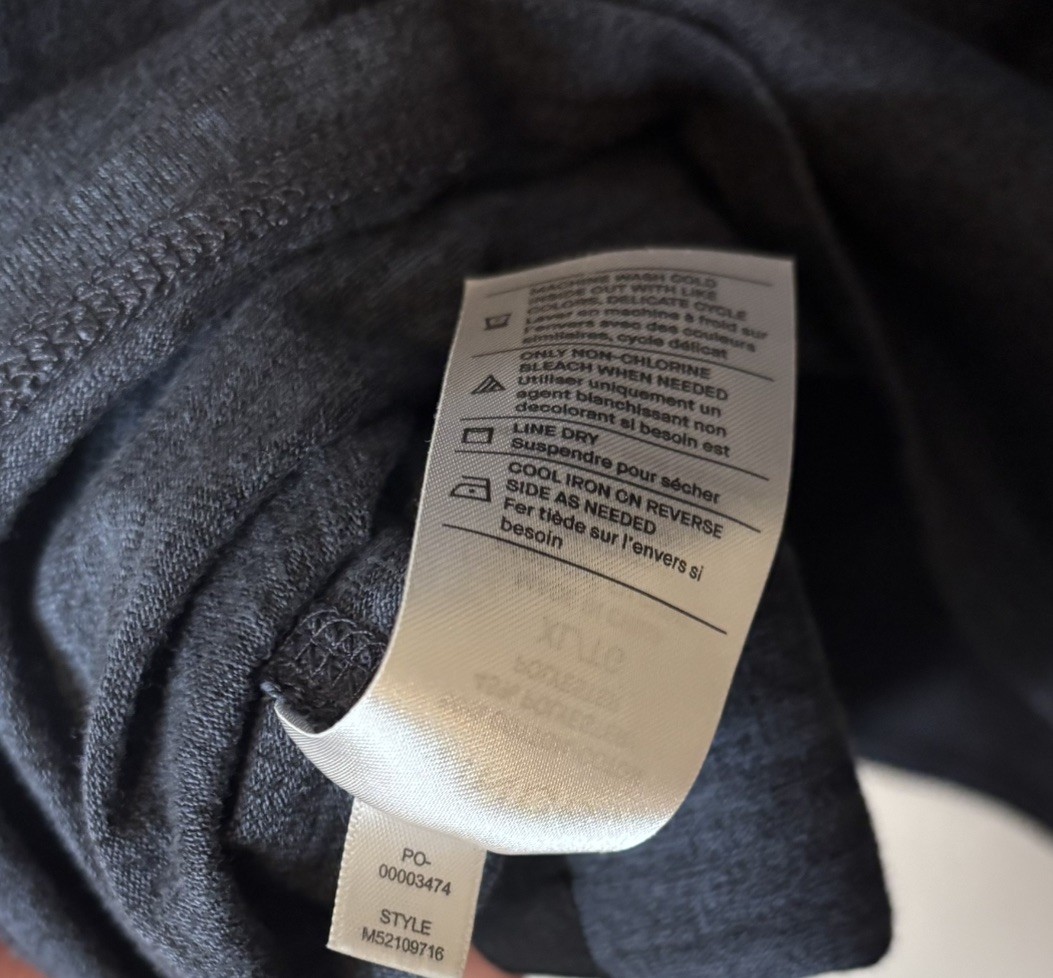 MACHINE WASH COLD
INSIDE OUT WITH LIKE
COLORS, DELICATE CYCLE
Laver en machine à froid sur
l'envers avec des couleurs
similaires, cycle délicat
ONLY NON-CHLORINE
BLEACH WHEN NEEDED
Utiliser uniquement un
agent blanchissant non
decolorant si besoin est
LINE DRY
Suspendre pour sécher
COOL IRON ON REVERSE
SIDE AS NEEDED
Fer tiède sur l'envers si
besoin
XL/TG
POLYESTER
PO-
00003474
STYLE
M52109716